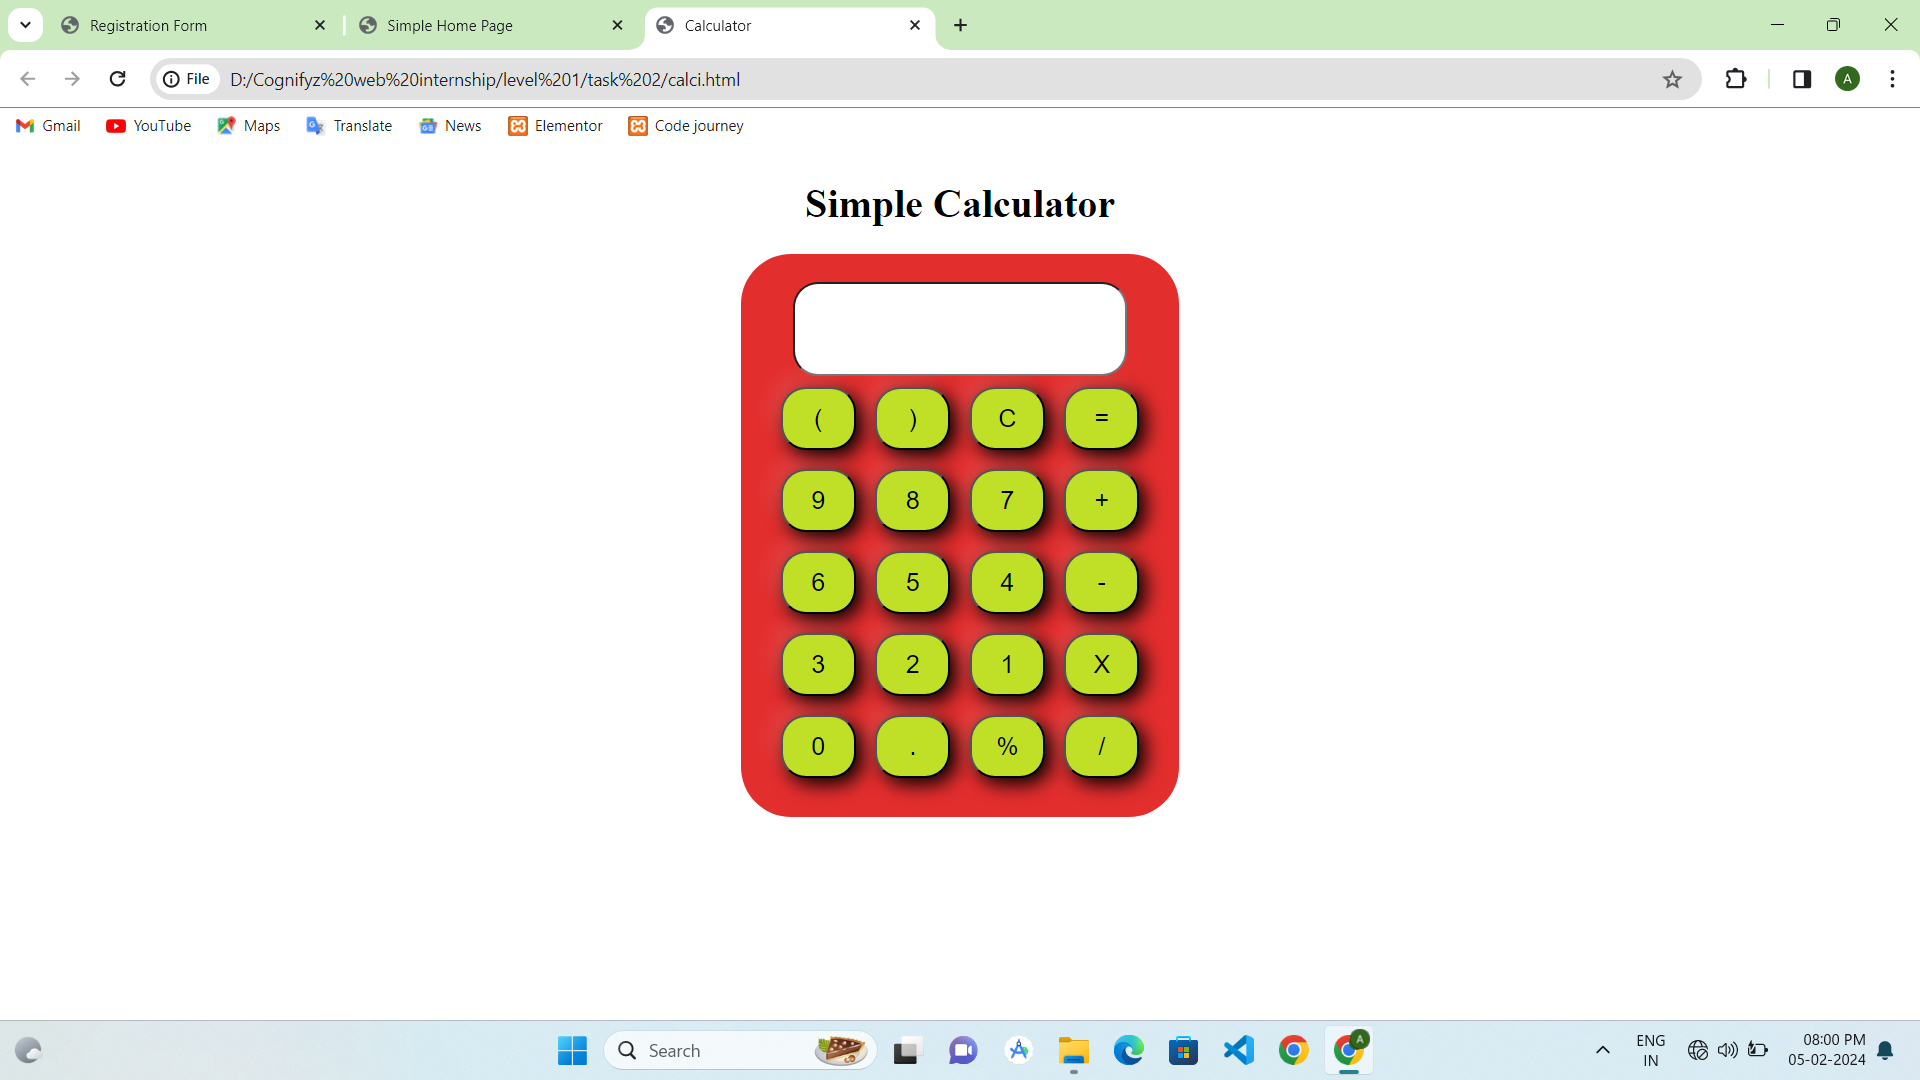 Registration Form
Simple Home Page
Calculator
File D:/Cognifyz%20web%20internship/level%201/task%202/calci.html
A
Gmail YouTube Maps Translate News Elementor Code journey
Simple Calculator
( ) C =
9 8 7 +
6 5 4 -
3 2 1 X
0 . % /
Search
A
ENG
IN
08:00 PM
05-02-2024